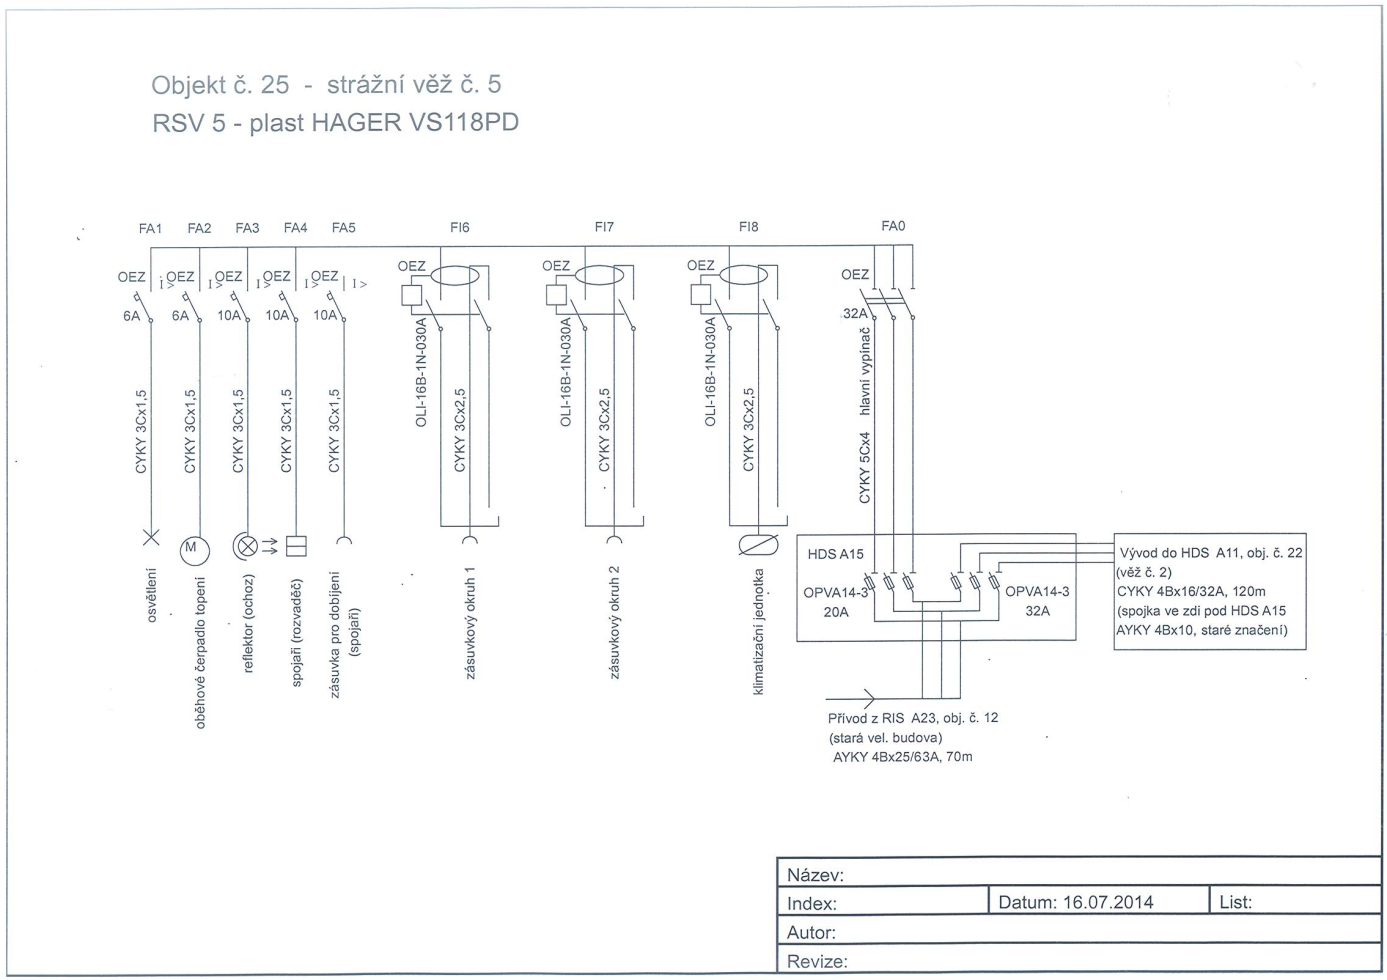 Objekt č. 25 - strážní věž č. 5
RSV 5 - plast HAGER VS118PD
FA1 FA2 FA3 FA4 FA5 FI6 FI7 FI8 FA0
OEZ I > OEZ I > OEZ I > OEZ I > OEZ I > OEZ OEZ OEZ OEZ
6A 6A 10A 10A 10A 32A
OLI-16B-1N-030A OLI-16B-1N-030A OLI-16B-1N-030A
hlavní vypínač
CYKY 3Cx1,5 CYKY 3Cx1,5 CYKY 3Cx1,5 CYKY 3Cx1,5 CYKY 3Cx1,5 CYKY 3Cx2,5 CYKY 3Cx2,5 CYKY 3Cx2,5 CYKY 5Cx4
M
osvětlení
oběhové čerpadlo topení
reflektor (ochoz)
spojaři (rozvaděč)
zásuvka pro dobíjení
(spojaři)
zásuvkový okruh 1
zásuvkový okruh 2
klimatizační jednotka
HDS A15
OPVA14-3
20A
OPVA14-3
32A
Vývod do HDS A11, obj. č. 22
(věž č. 2)
CYKY 4Bx16/32A, 120m
(spojka ve zdi pod HDS A15
AYKY 4Bx10, staré značení)
Přívod z RIS A23, obj. č. 12
(stará vel. budova)
AYKY 4Bx25/63A, 70m
Název:
Index: Datum: 16.07.2014 List:
Autor:
Revize: